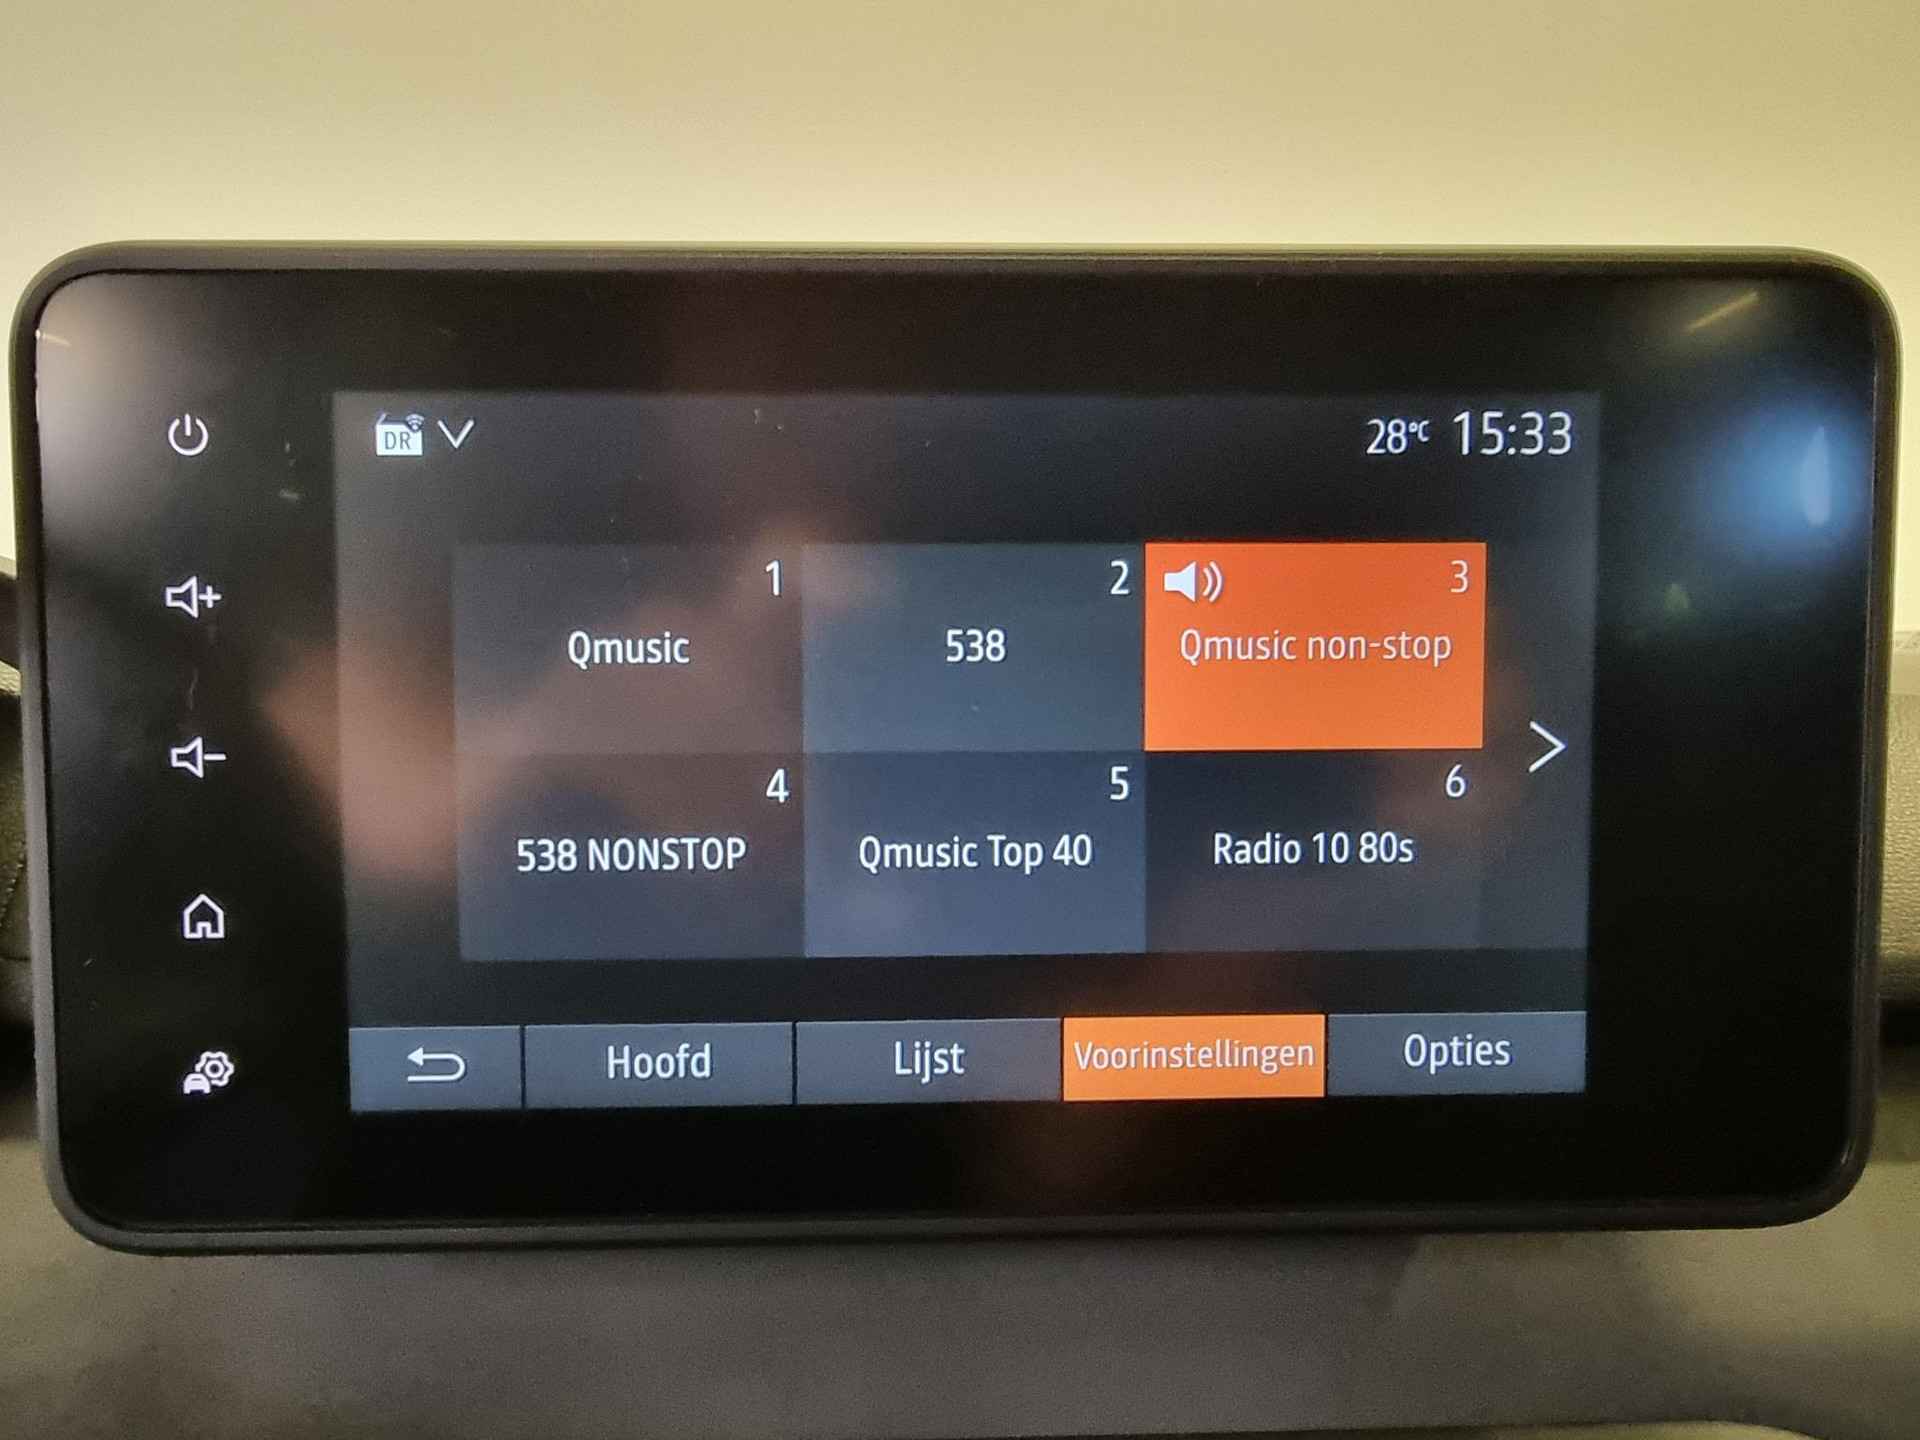 DR
28°C 15:33
1
Qmusic
2
538
3
Qmusic non-stop
4
538 NONSTOP
5
Qmusic Top 40
6
Radio 10 80s
Hoofd
Lijst
Voorinstellingen
Opties